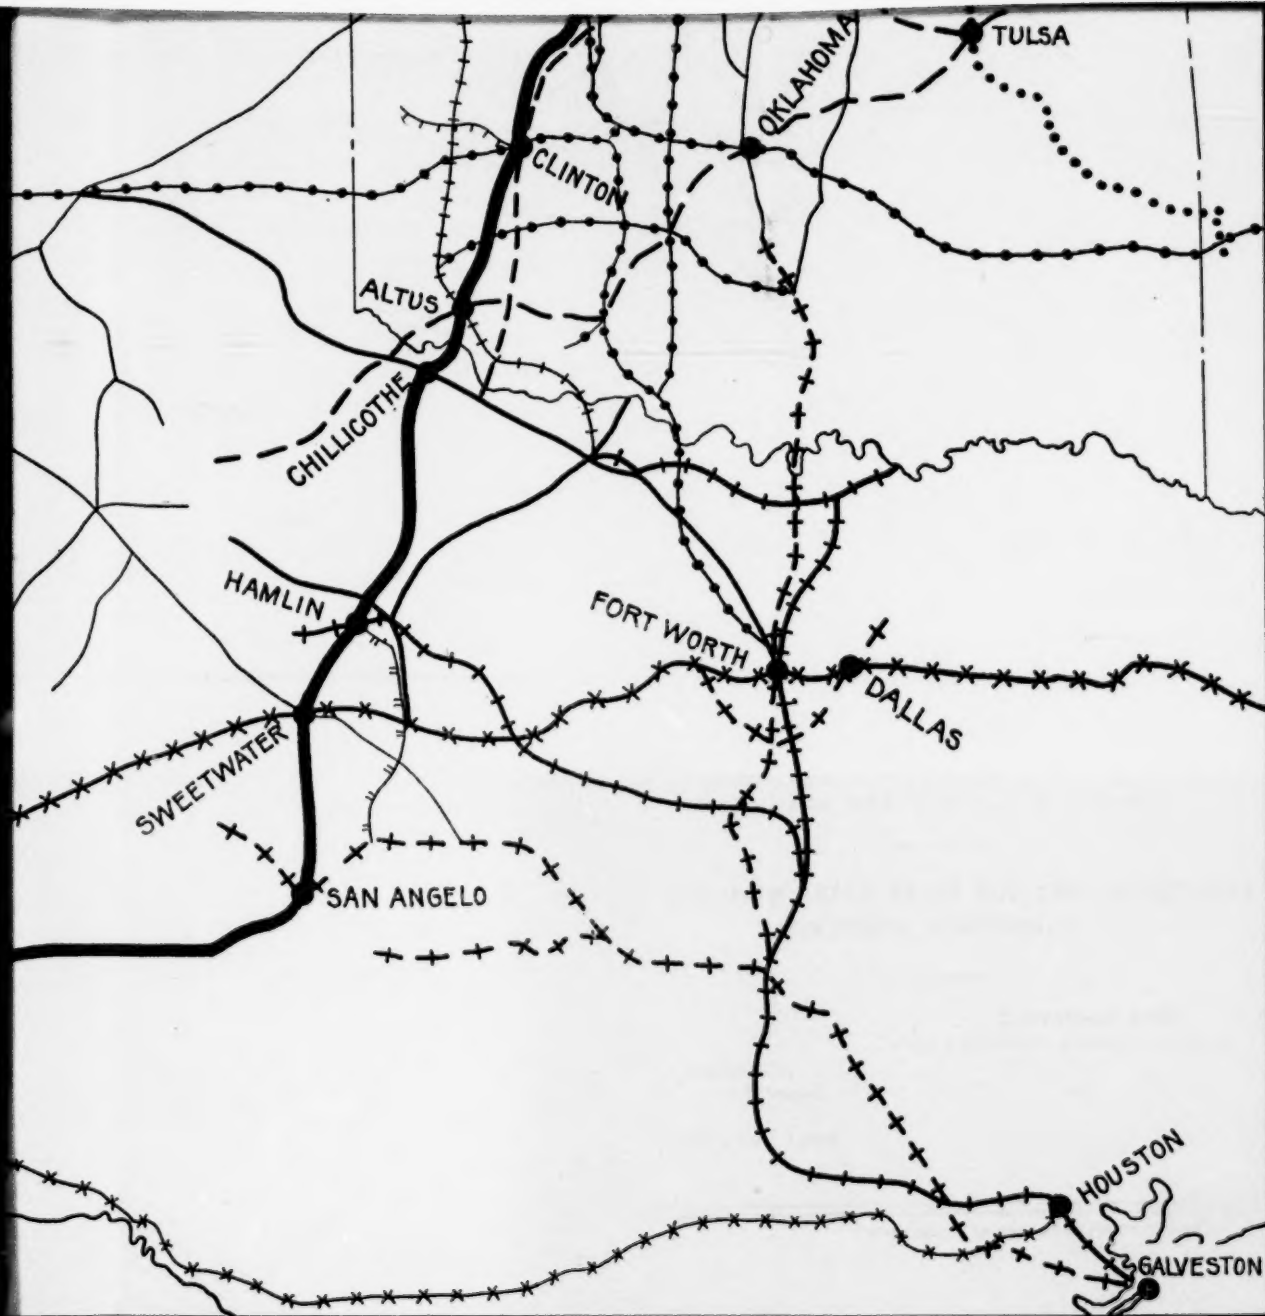 TULSA
OKLAHOMA
CLINTON
ALTUS
CHILLICOTHE
HAMLIN
FORT WORTH
DALLAS
SWEETWATER
SAN ANGELO
HOUSTON
GALVESTON